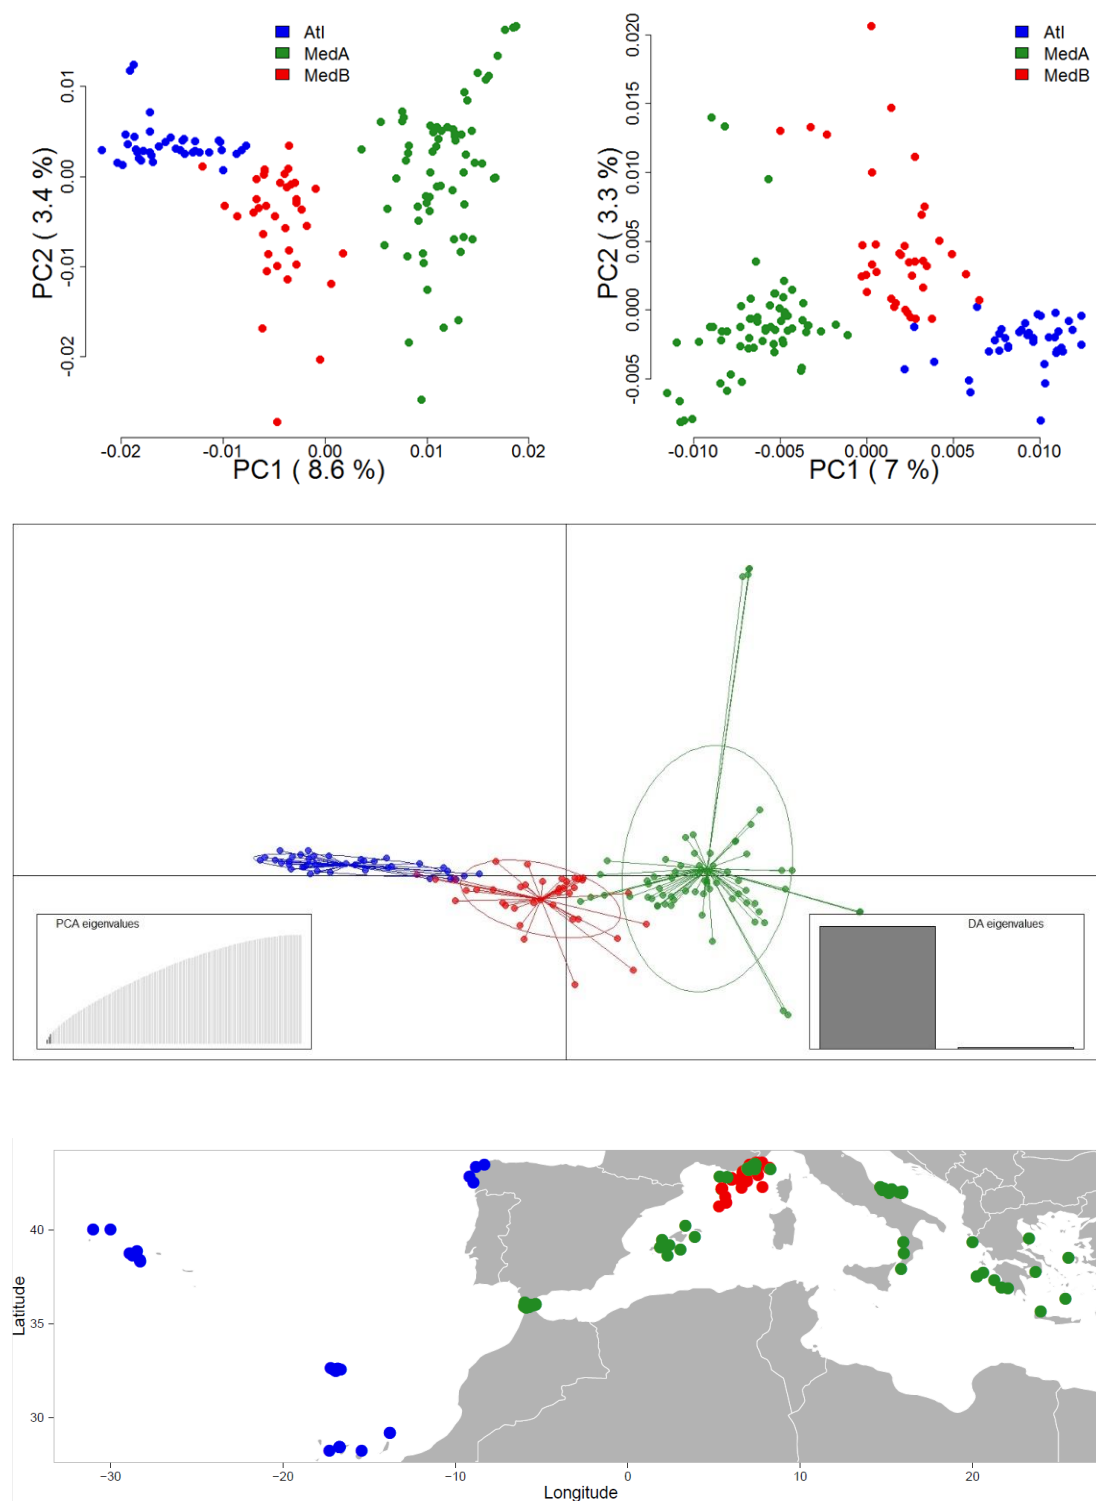 Atl
MedA
MedB
0.01
0.00
-0.01
-0.02
PC2 ( 3.4 %)
-0.02
-0.01
0.00
0.01
0.02
PC1 ( 8.6 %)
Atl
MedA
MedB
0.020
0.015
0.010
0.005
0.000
-0.005
PC2 ( 3.3 %)
-0.010
-0.005
0.000
0.005
0.010
PC1 ( 7 %)
PCA eigenvalues
DA eigenvalues
40
35
30
Latitude
−30
−20
−10
0
10
20
Longitude